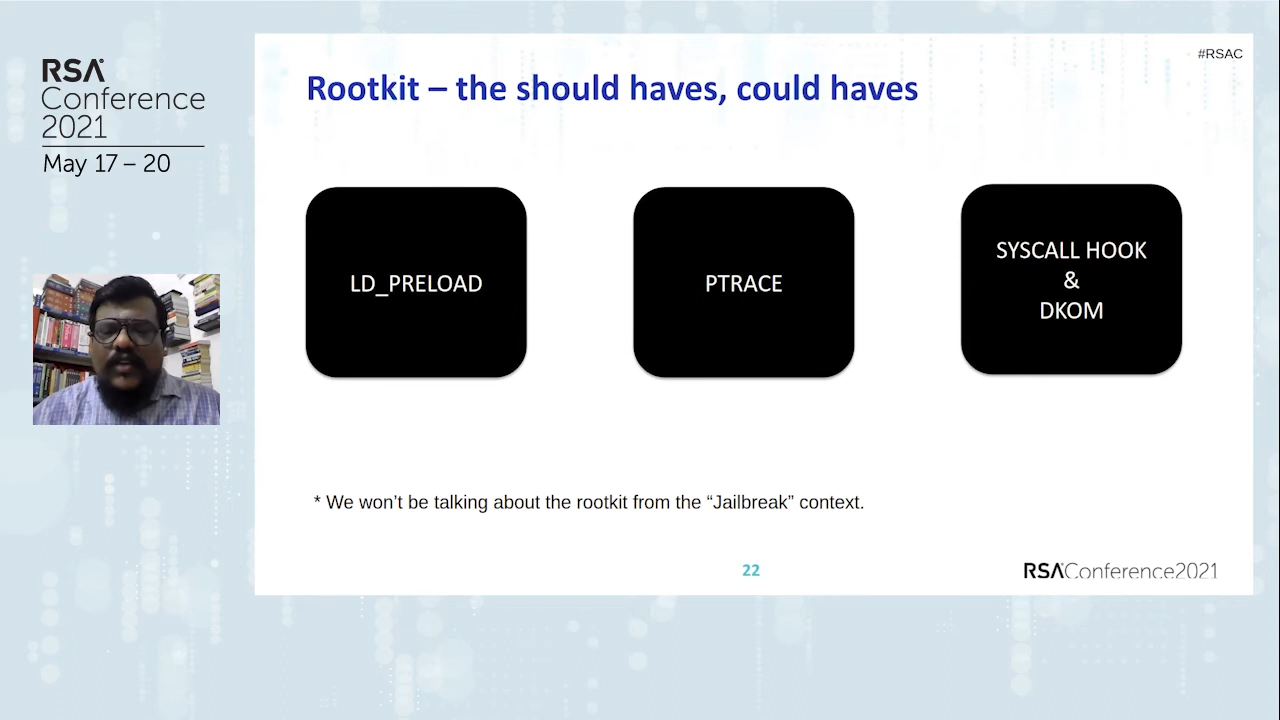 RSA
Conference
2021
May 17 – 20
#RSAC
Rootkit – the should haves, could haves
LD_PRELOAD
PTRACE
SYSCALL HOOK
&
DKOM
* We won’t be talking about the rootkit from the “Jailbreak” context.
22
RSAConference2021